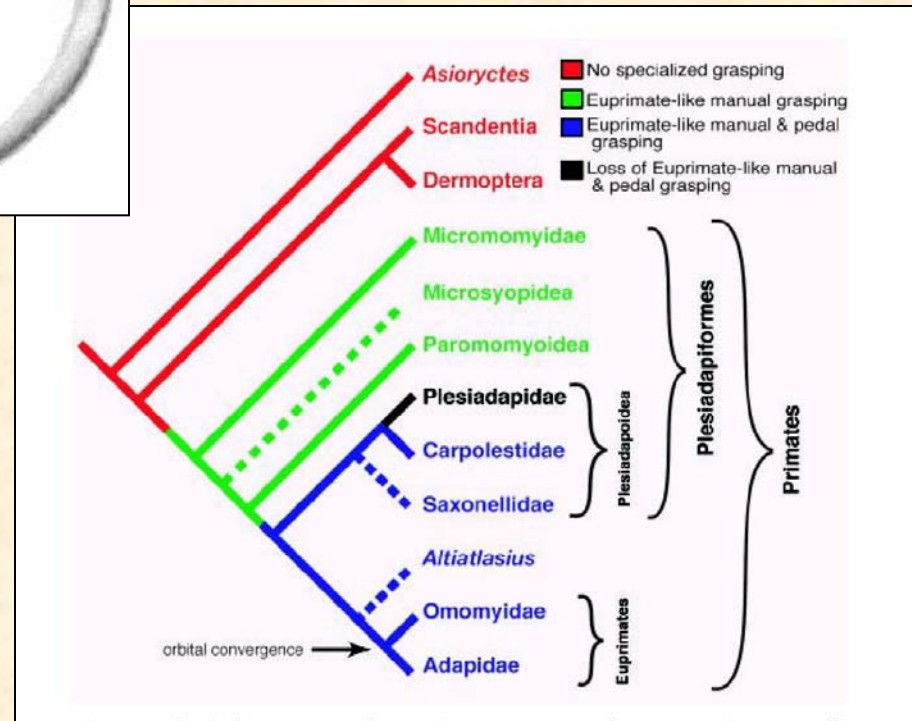 Asioryctes
Scandentia
Dermoptera
No specialized grasping
Euprimate-like manual grasping
Euprimate-like manual & pedal
grasping
Loss of Euprimate-like manual
& pedal grasping
Micromomyidae
Microsyopidea
Paromomyoidea
Plesiadapidae
Carpolestidae
Saxonellidae
Altiatlasius
Omomyidae
Adapidae
orbital convergence
Plesiadapoidea
Euprimates
Plesiadapiformes
Primates